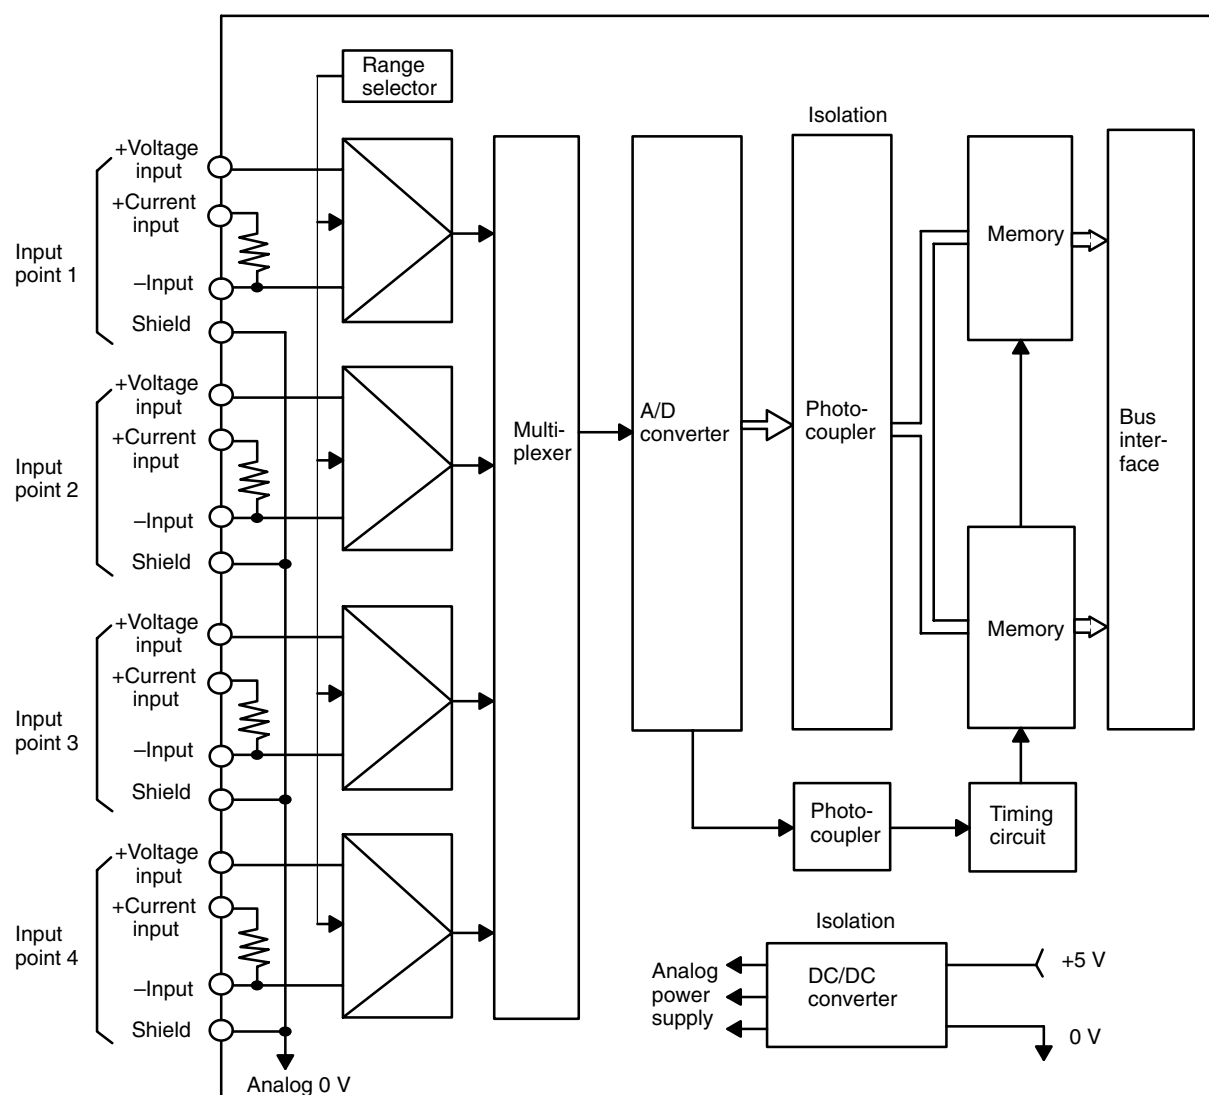 Range
selector
Isolation
+Voltage
input
+Current
input
Input
point 1
–Input
Shield
Memory
+Voltage
input
+Current
input
Input
point 2
–Input
Shield
Multi-
plexer
A/D
converter
Photo-
coupler
Bus
inter-
face
+Voltage
input
+Current
input
Input
point 3
–Input
Shield
Memory
Photo-
coupler
Timing
circuit
+Voltage
input
+Current
input
Input
point 4
–Input
Shield
Analog 0 V
Isolation
Analog
power
supply
DC/DC
converter
+5 V
0 V